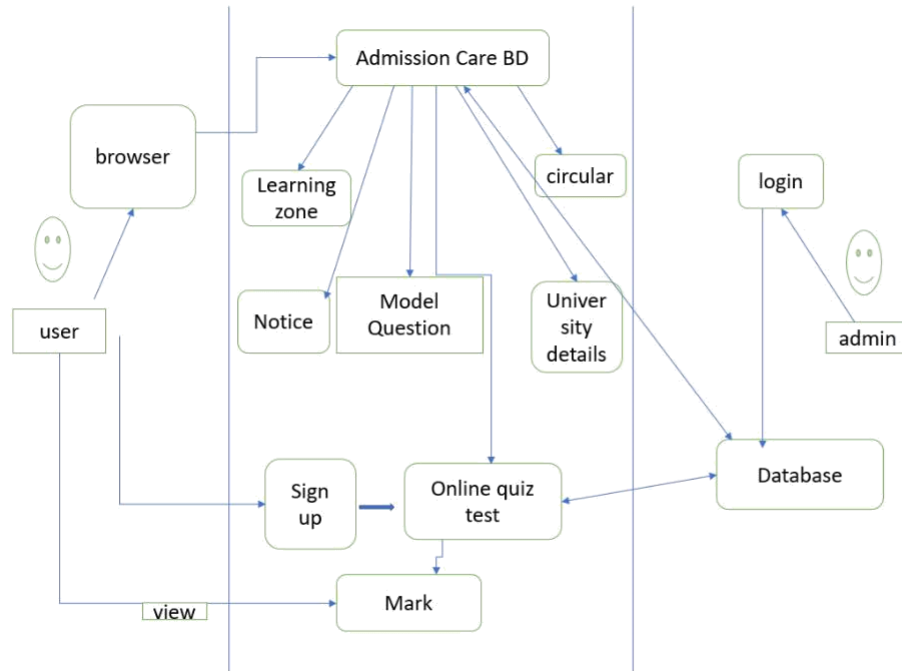 Admission Care BD
browser
Learning
zone
circular
login
user
Notice
Model
Question
Univer
sity
details
admin
Sign
up
Online quiz
test
Database
view
Mark